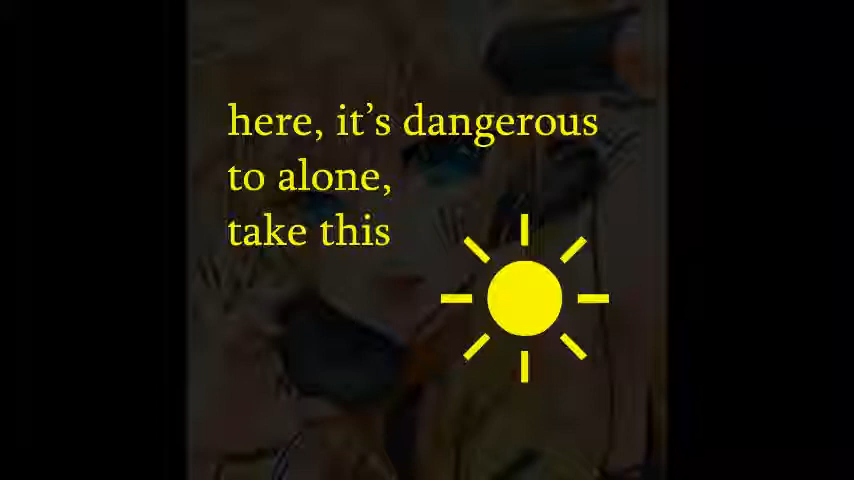 here, it’s dangerous
to alone,
take this